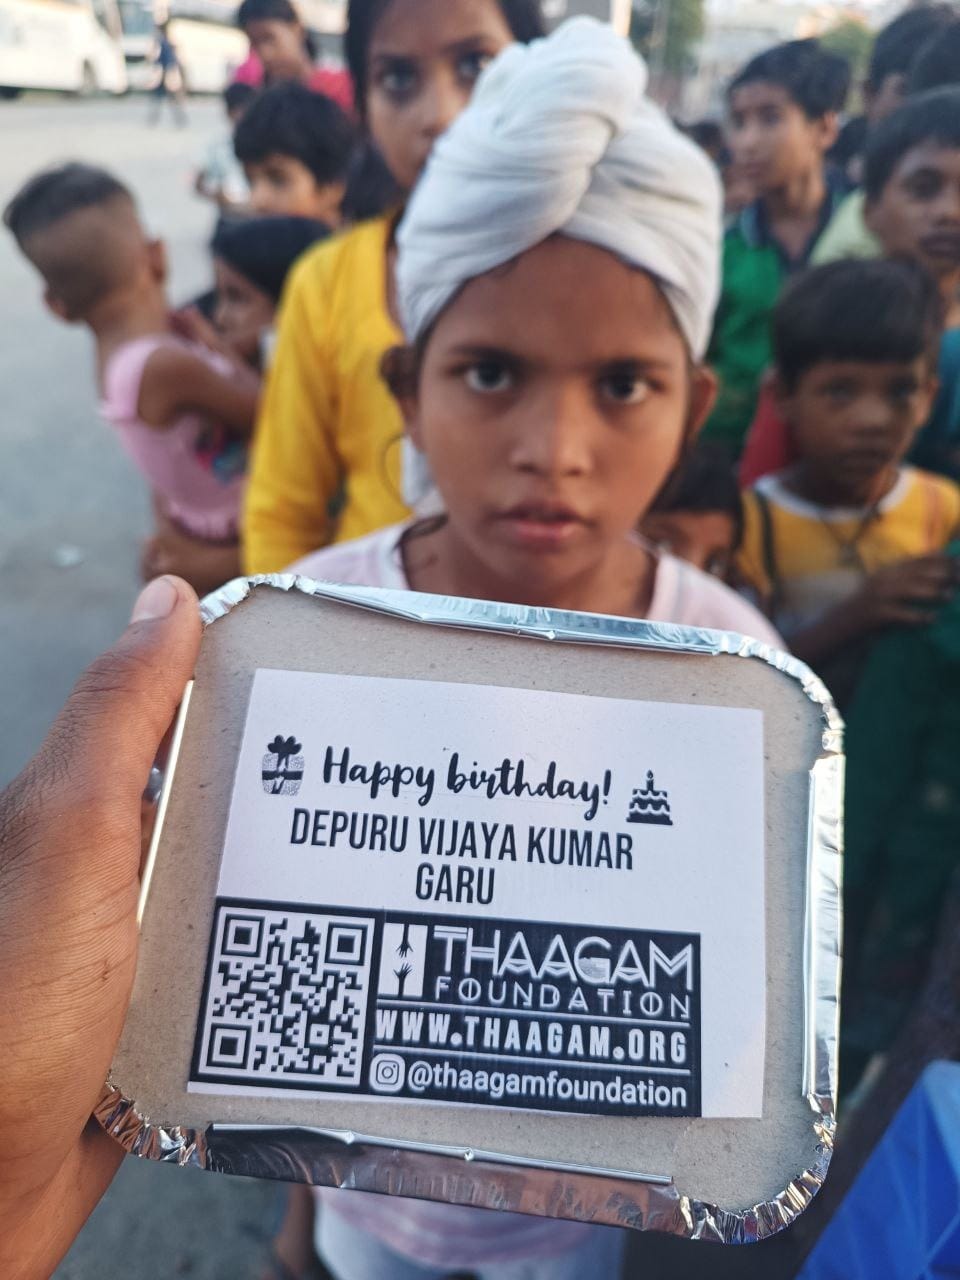 Happy birthday!
DEPURU VIJAYA KUMAR
GARU
THAAGAM
FOUNDATION
WWW.THAAGAM.ORG
@thaagamfoundation